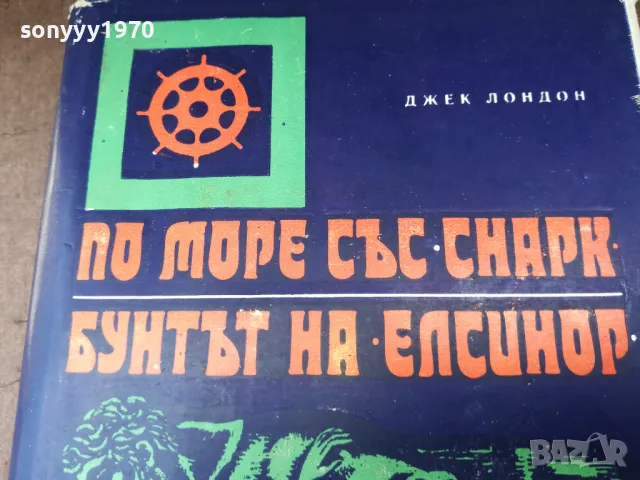 sonyyy1970
ДЖЕК ЛОНДОН
ПО МОРЕ СЪС •СНАРК•
БУНТЪТ НА •ЕЛСИНОР•
BAZAR